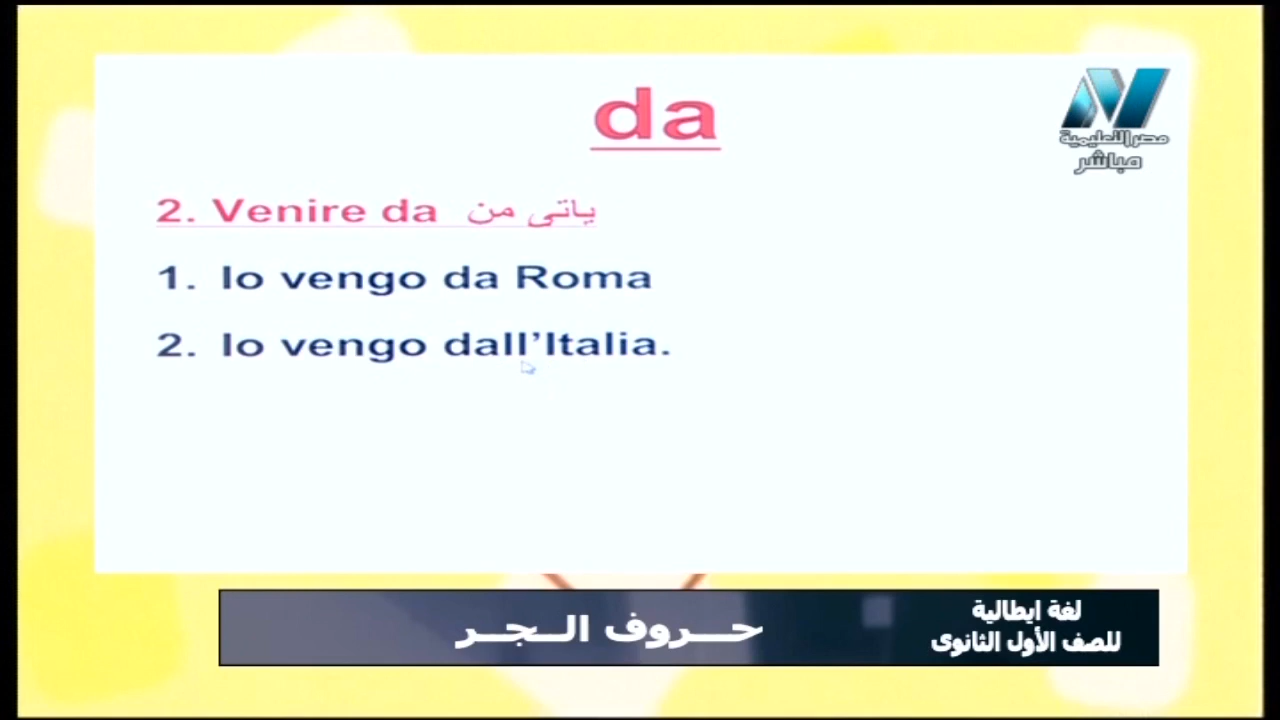 da
مصر التعليمية
مباشر
2. Venire da ياتى من
1. Io vengo da Roma
2. Io vengo dall’Italia.
حـــروف الــجــر
لغة ايطالية
للصف الأول الثانوى